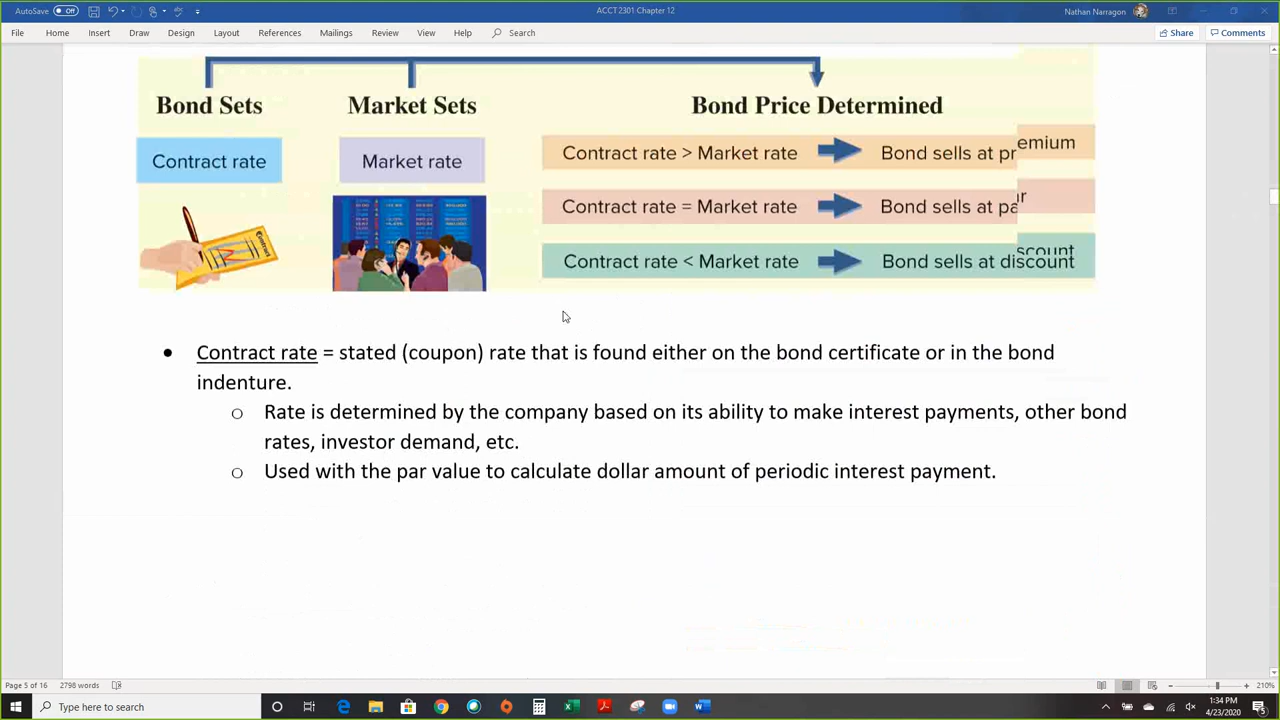 AutoSave Off
ACCT 2301-Chapter 12
Nathan Narragon
File Home Insert Draw Design Layout References Mailings Review View Help Search
Share Comments
Bond Sets Market Sets Bond Price Determined
Contract rate Market rate
Contract rate > Market rate Bond sells at premium
Contract rate = Market rate Bond sells at par
Contract rate < Market rate Bond sells at discount
Contract
• Contract rate = stated (coupon) rate that is found either on the bond certificate or in the bond
indenture.
o Rate is determined by the company based on its ability to make interest payments, other bond
rates, investor demand, etc.
o Used with the par value to calculate dollar amount of periodic interest payment.
Page 5 of 16 2798 words
210%
Type here to search
1:34 PM
4/23/2020